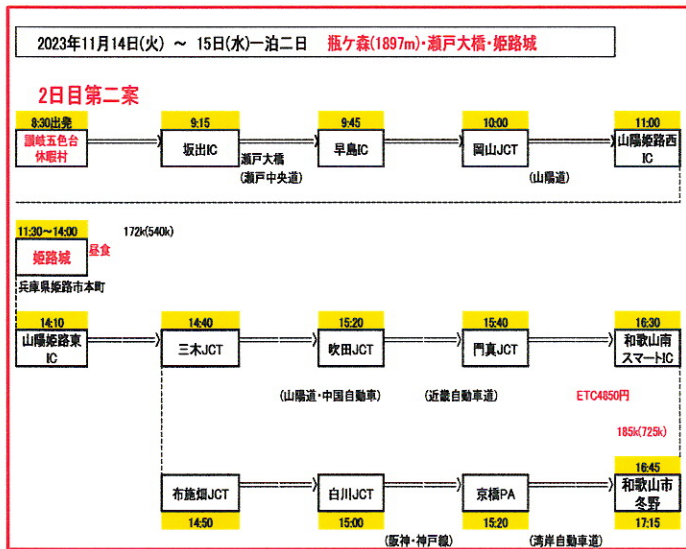 2023年11月14日(火) ～ 15日(水)一泊二日 瓶ケ森(1897m)・瀬戸大橋・姫路城
2日目第二案
8:30出発 9:15 9:45 10:00 11:00
讃岐五色台
休暇村
坂出IC 早島IC 岡山JCT 山陽姫路西
IC
瀬戸大橋
(瀬戸中央道) (山陽道)
11:30～14:00 172k(540k)
姫路城 昼食
兵庫県姫路市本町
14:10 14:40 15:20 15:40 16:30
山陽姫路東
IC
三木JCT 吹田JCT 門真JCT 和歌山南
スマートIC
(山陽道・中国自動車) (近畿自動車道) ETC4850円
185k(725k)
16:45
布施畑JCT 白川JCT 京橋PA 和歌山市
冬野
14:50 15:00 15:20 17:15
(阪神・神戸線) (湾岸自動車道)